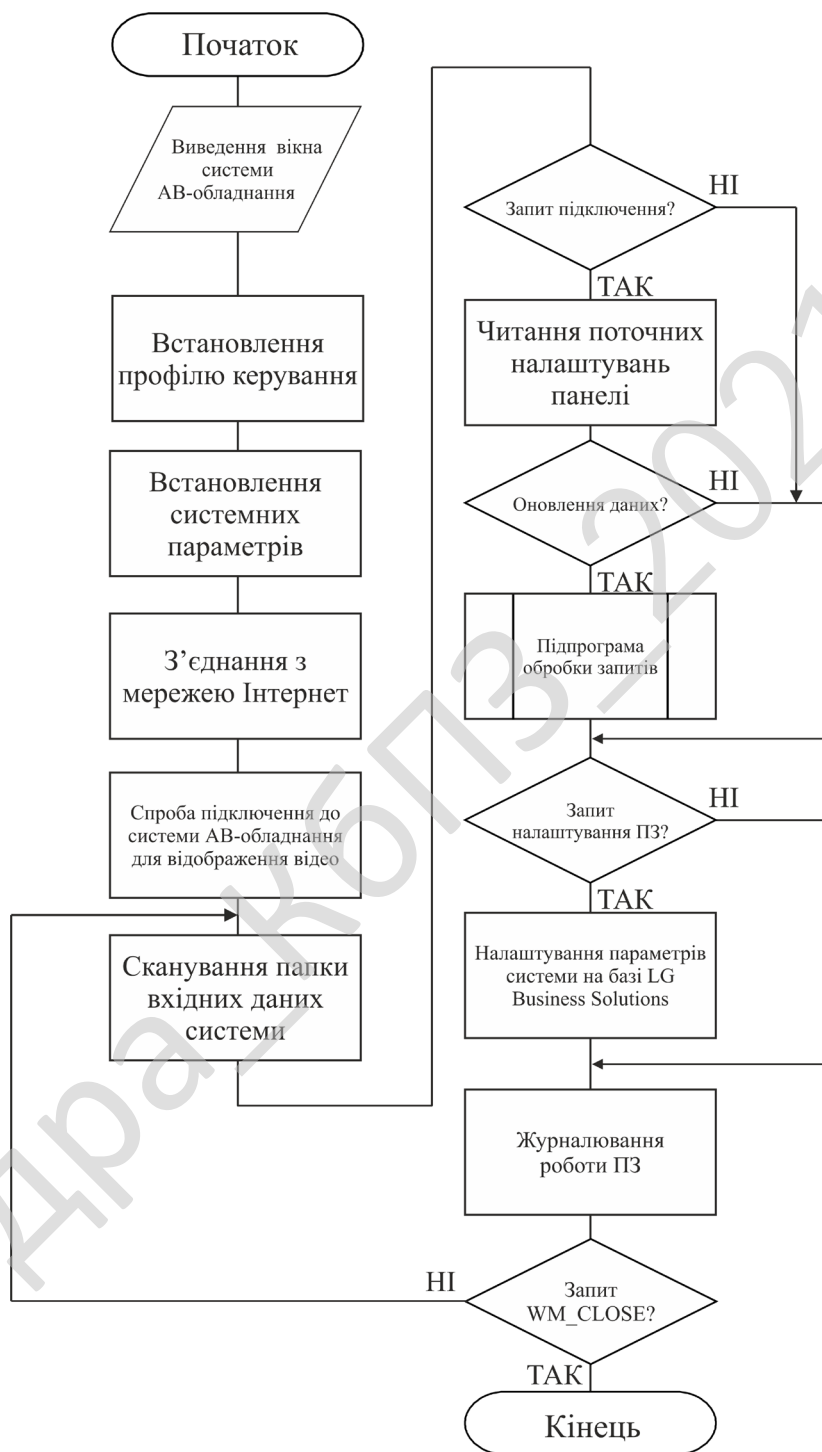 Початок
Виведення вікна
системи
АВ-обладнання
Встановлення
профілю керування
Встановлення
системних
параметрів
З’єднання з
мережею Інтернет
Спроба підключення до
системи АВ-обладнання
для відображення відео
Сканування папки
вхідних даних
системи
Запит підключення?
НІ
ТАК
Читання поточних
налаштувань
панелі
Оновлення даних?
НІ
ТАК
Підпрограма
обробки запитів
Запит
налаштування ПЗ?
НІ
ТАК
Налаштування параметрів
системи на базі LG
Business Solutions
Журналювання
роботи ПЗ
НІ
Запит
WM_CLOSE?
ТАК
Кінець